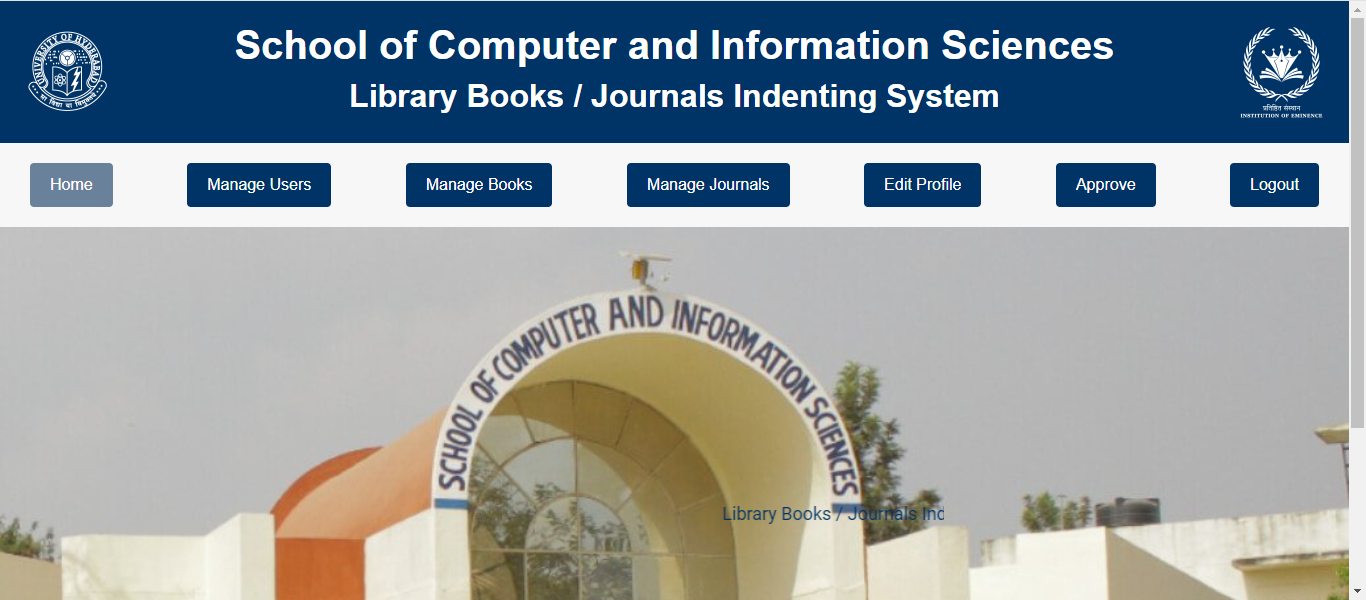 School of Computer and Information Sciences
Library Books / Journals Indenting System
UNIVERSITY OF HYDERABAD
सा विद्या या विमुक्तये
प्रतिष्ठित संस्थान
INSTITUTION OF EMINENCE
Home
Manage Users
Manage Books
Manage Journals
Edit Profile
Approve
Logout
SCHOOL OF COMPUTER AND INFORMATION SCIENCES
Library Books / Journals Ind